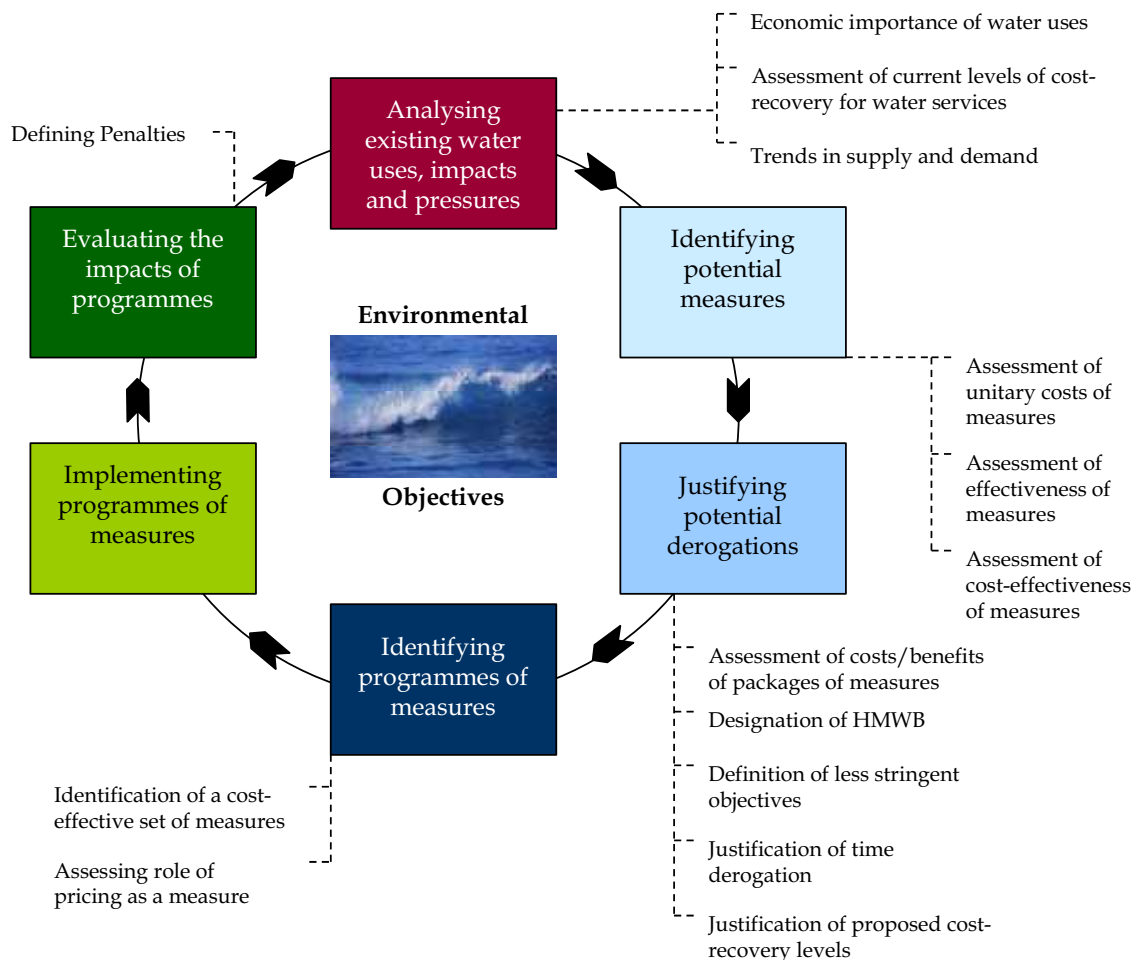 Economic importance of water uses
Assessment of current levels of cost-
recovery for water services
Trends in supply and demand
Defining Penalties
Analysing
existing water
uses, impacts
and pressures
Evaluating the
impacts of
programmes
Identifying
potential
measures
Environmental
Objectives
Assessment of
unitary costs of
measures
Assessment of
effectiveness of
measures
Assessment of
cost-effectiveness
of measures
Implementing
programmes of
measures
Justifying
potential
derogations
Identifying
programmes of
measures
Assessment of costs/benefits
of packages of measures
Designation of HMWB
Definition of less stringent
objectives
Justification of time
derogation
Justification of proposed cost-
recovery levels
Identification of a cost-
effective set of measures
Assessing role of
pricing as a measure